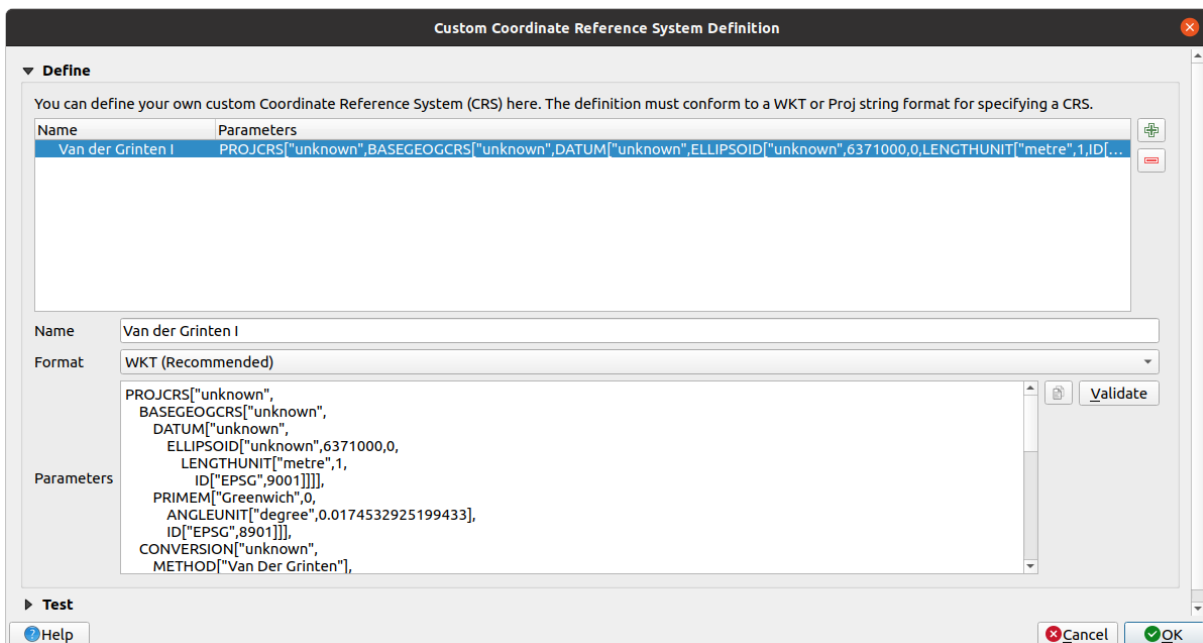 Custom Coordinate Reference System Definition
Define
You can define your own custom Coordinate Reference System (CRS) here. The definition must conform to a WKT or Proj string format for specifying a CRS.
Name Parameters
Van der Grinten I PROJCRS["unknown",BASEGEOGCRS["unknown",DATUM["unknown",ELLIPSOID["unknown",6371000,0,LENGTHUNIT["metre",1,ID[...
Name Van der Grinten I
Format WKT (Recommended)
PROJCRS["unknown",
BASEGEOGCRS["unknown",
DATUM["unknown",
ELLIPSOID["unknown",6371000,0,
LENGTHUNIT["metre",1,
ID["EPSG",9001]]]],
PRIMEM["Greenwich",0,
ANGLEUNIT["degree",0.0174532925199433],
ID["EPSG",8901]]],
CONVERSION["unknown",
METHOD["Van Der Grinten"],
Validate
Parameters
Test
Help Cancel OK